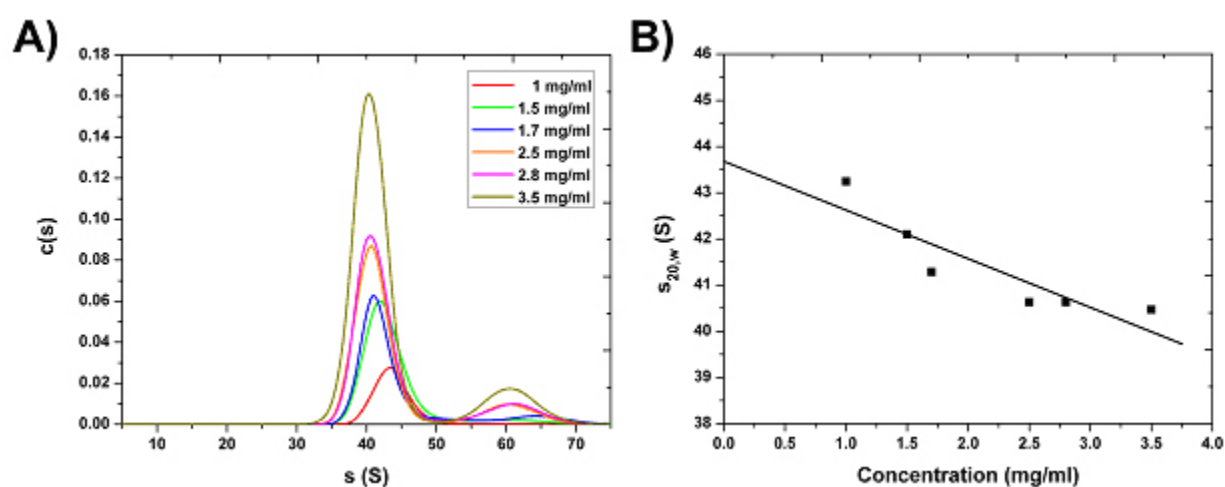 A)
0.18
0.16
0.14
0.12
0.10
0.08
0.06
0.04
0.02
0.00
c(s)
10 20 30 40 50 60 70
s (S)
1 mg/ml
1.5 mg/ml
1.7 mg/ml
2.5 mg/ml
2.8 mg/ml
3.5 mg/ml
B)
46
45
44
43
42
41
40
39
38
s20,w (S)
0.0 0.5 1.0 1.5 2.0 2.5 3.0 3.5 4.0
Concentration (mg/ml)